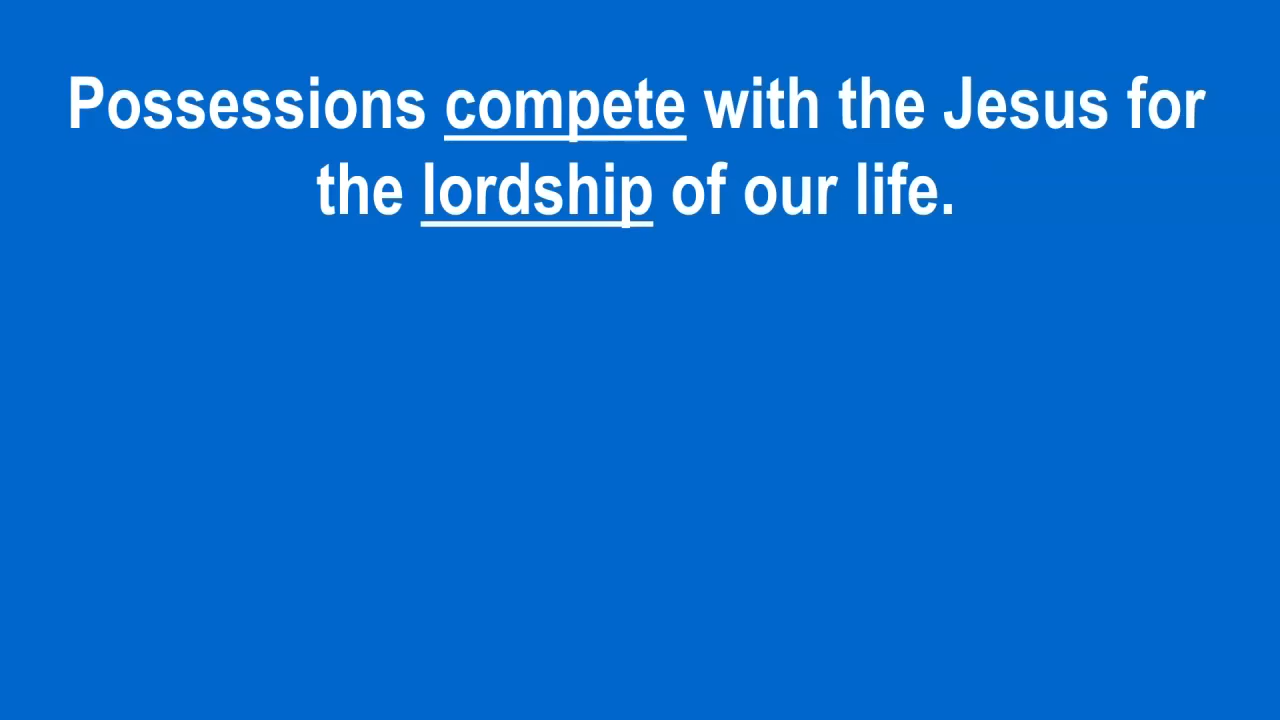 Possessions compete with the Jesus for
the lordship of our life.